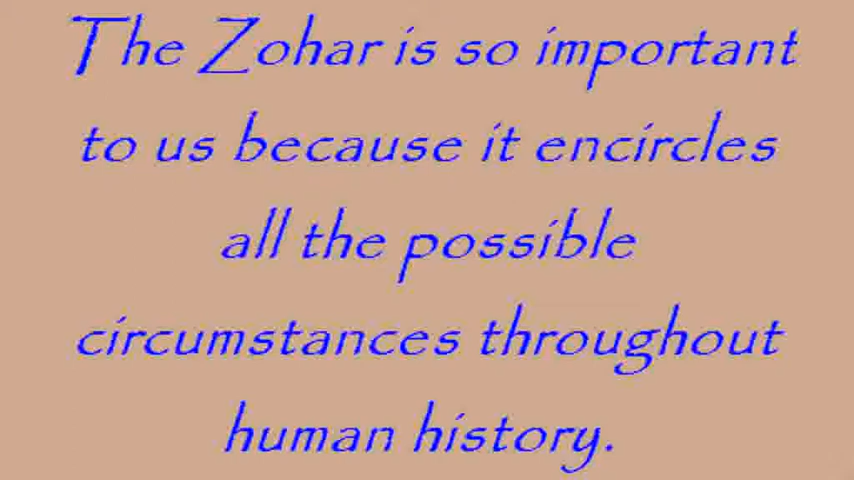 The Zohar is so important
to us because it encircles
all the possible
circumstances throughout
human history.